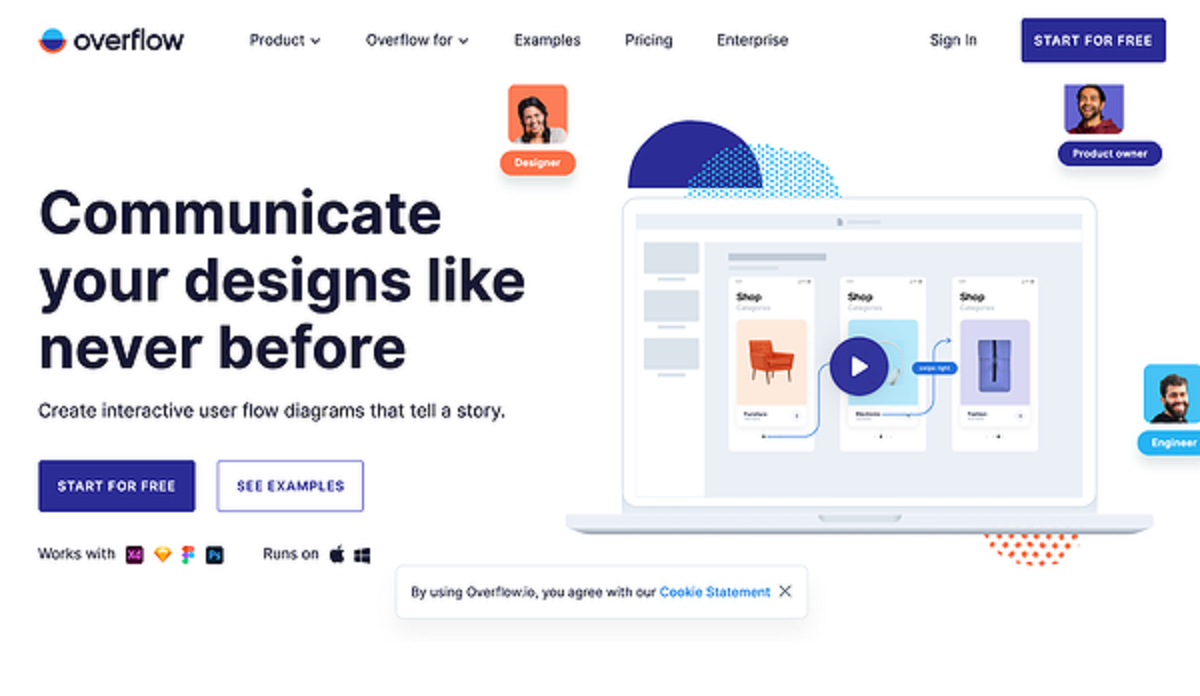 overflow
Product
Overflow for
Examples
Pricing
Enterprise
Sign In
START FOR FREE
Designer
Product owner
Communicate
your designs like
never before
Create interactive user flow diagrams that tell a story.
START FOR FREE
SEE EXAMPLES
Works with
Xd
Ps
Runs on
Shop
Categories
Furniture
Shop
Categories
Electronic
swipe right
Shop
Categories
Fashion
Engineer
By using Overflow.io, you agree with our Cookie Statement